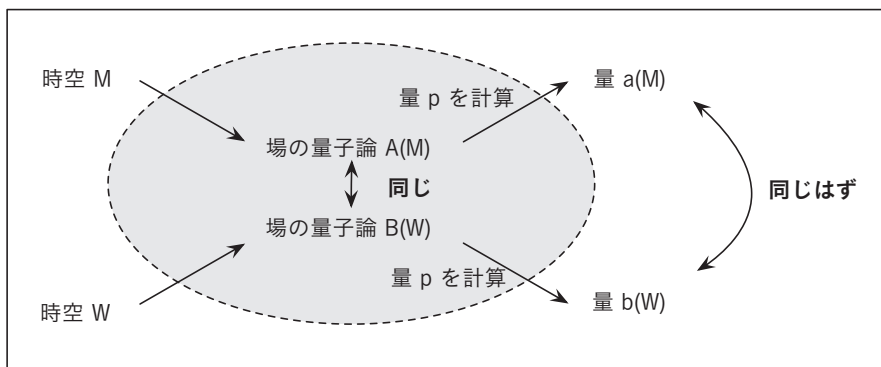 時空 M
量 p を計算
量 a(M)
場の量子論 A(M)
同じ
同じはず
場の量子論 B(W)
量 p を計算
時空 W
量 b(W)